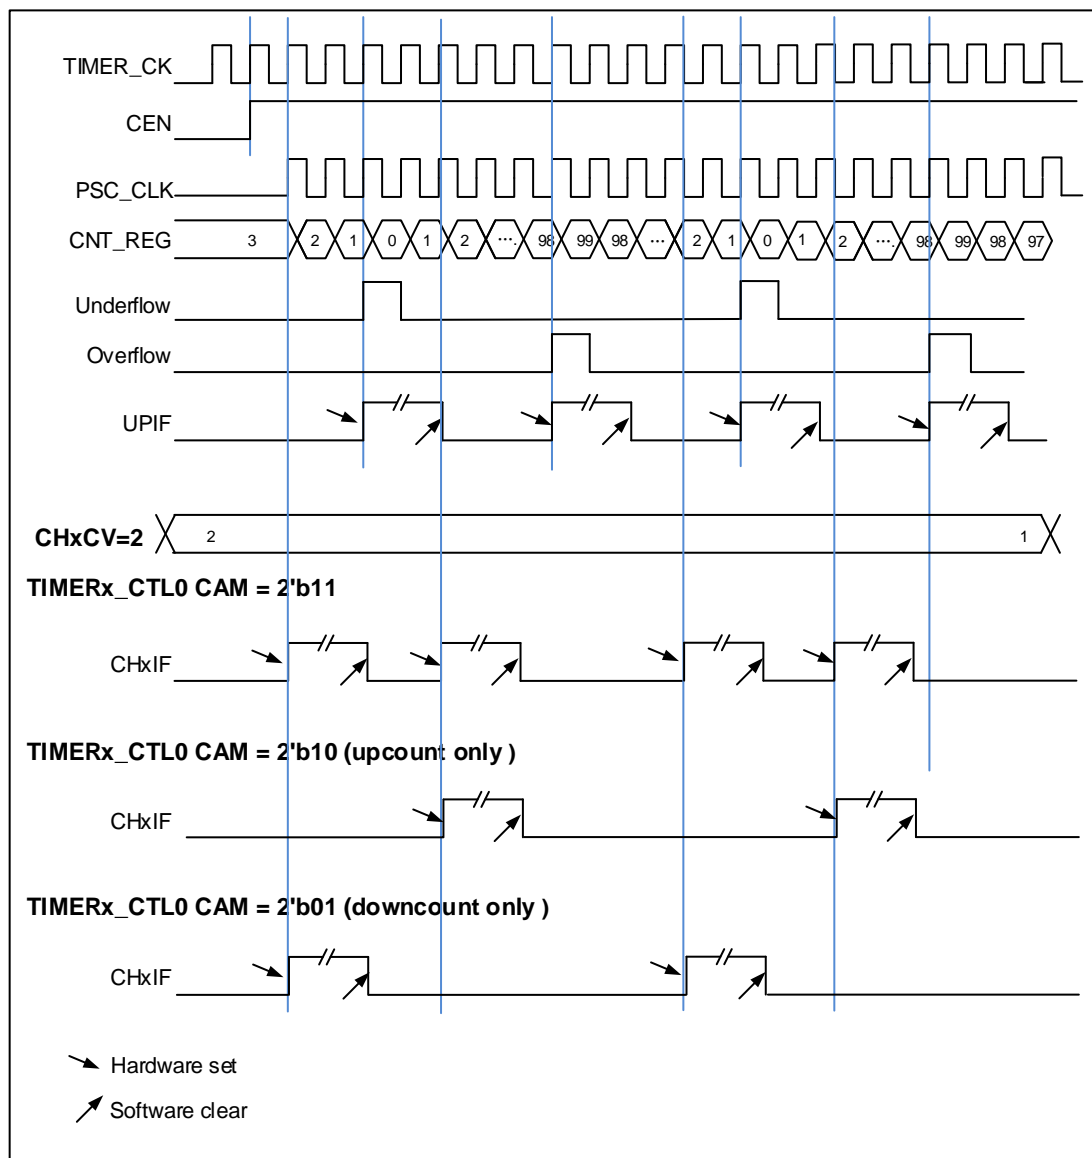 TIMER_CK
CEN
PSC_CLK
CNT_REG 3 2 1 0 1 2 .... 98 99 98 ... 2 1 0 1 2 .... 98 99 98 97
Underflow
Overflow
UPIF
CHxCV=2 2 1
TIMERx_CTL0 CAM = 2'b11
CHxIF
TIMERx_CTL0 CAM = 2'b10 (upcount only )
CHxIF
TIMERx_CTL0 CAM = 2'b01 (downcount only )
CHxIF
Hardware set
Software clear